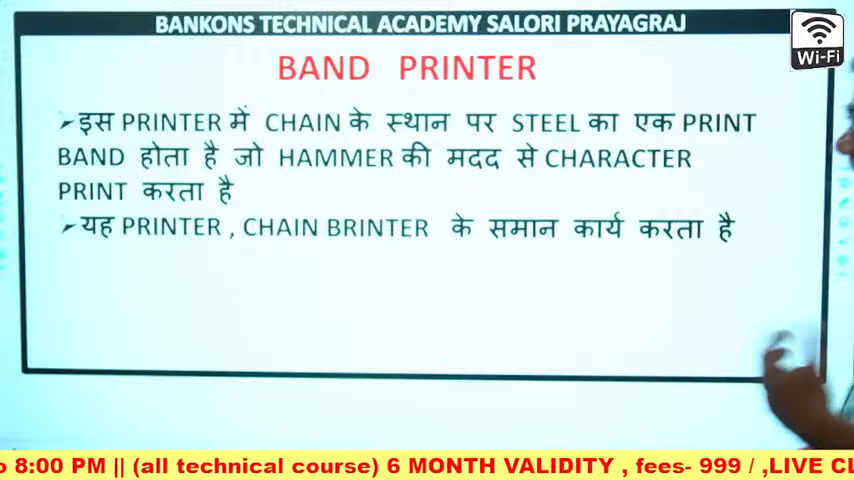 BANKONS TECHNICAL ACADEMY SALORI PRAYAGRAJ
Wi-Fi
BAND PRINTER
➢इस PRINTER में CHAIN के स्थान पर STEEL का एक PRINT
BAND होता है जो HAMMER की मदद से CHARACTER
PRINT करता है
➢यह PRINTER , CHAIN BRINTER के समान कार्य करता है
8:00 PM || (all technical course) 6 MONTH VALIDITY , fees- 999 / ,LIVE